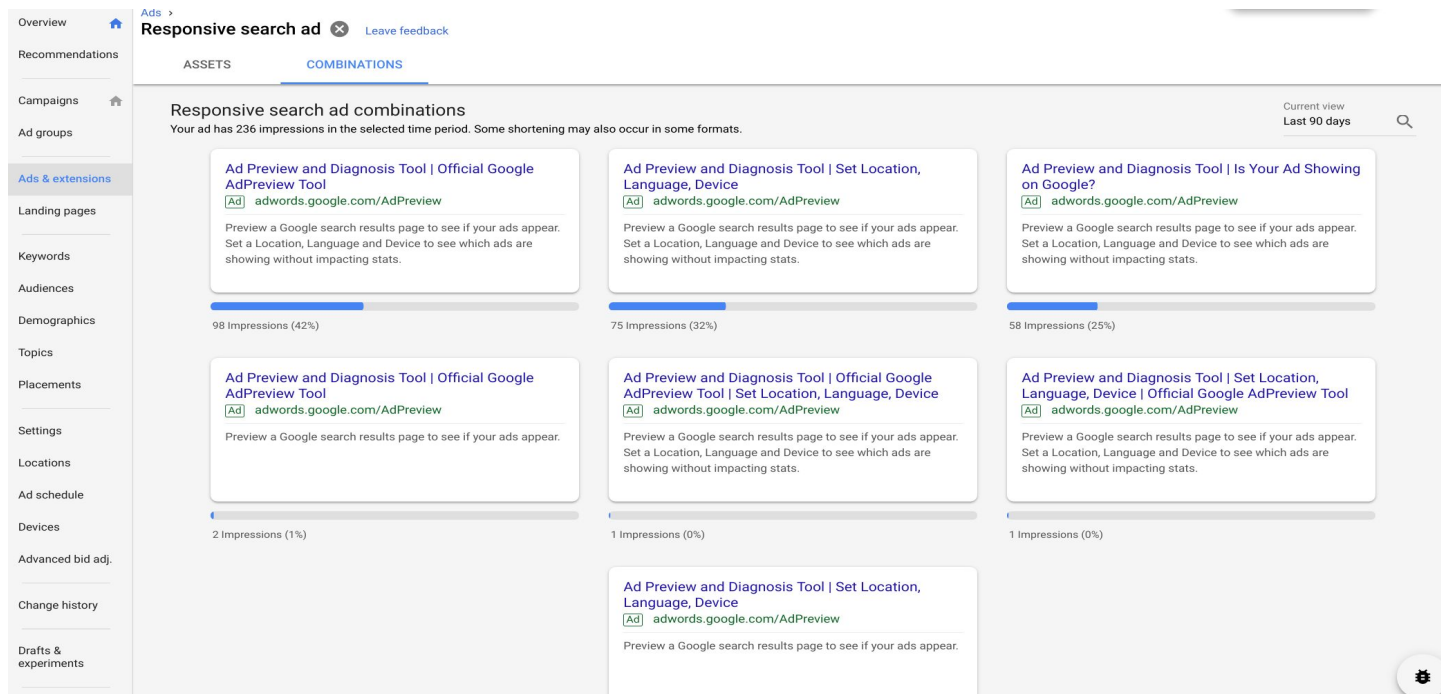 Overview
Recommendations
Campaigns
Ad groups
Ads & extensions
Landing pages
Keywords
Audiences
Demographics
Topics
Placements
Settings
Locations
Ad schedule
Devices
Advanced bid adj.
Change history
Drafts &
experiments
Ads ›
Responsive search ad Leave feedback
ASSETS COMBINATIONS
Responsive search ad combinations
Your ad has 236 impressions in the selected time period. Some shortening may also occur in some formats.
Current view
Last 90 days
Ad Preview and Diagnosis Tool | Official Google
AdPreview Tool
Ad adwords.google.com/AdPreview
Preview a Google search results page to see if your ads appear.
Set a Location, Language and Device to see which ads are
showing without impacting stats.
98 Impressions (42%)
Ad Preview and Diagnosis Tool | Set Location,
Language, Device
Ad adwords.google.com/AdPreview
Preview a Google search results page to see if your ads appear.
Set a Location, Language and Device to see which ads are
showing without impacting stats.
75 Impressions (32%)
Ad Preview and Diagnosis Tool | Is Your Ad Showing
on Google?
Ad adwords.google.com/AdPreview
Preview a Google search results page to see if your ads appear.
Set a Location, Language and Device to see which ads are
showing without impacting stats.
58 Impressions (25%)
Ad Preview and Diagnosis Tool | Official Google
AdPreview Tool
Ad adwords.google.com/AdPreview
Preview a Google search results page to see if your ads appear.
2 Impressions (1%)
Ad Preview and Diagnosis Tool | Official Google
AdPreview Tool | Set Location, Language, Device
Ad adwords.google.com/AdPreview
Preview a Google search results page to see if your ads appear.
Set a Location, Language and Device to see which ads are
showing without impacting stats.
1 Impressions (0%)
Ad Preview and Diagnosis Tool | Set Location,
Language, Device | Official Google AdPreview Tool
Ad adwords.google.com/AdPreview
Preview a Google search results page to see if your ads appear.
Set a Location, Language and Device to see which ads are
showing without impacting stats.
1 Impressions (0%)
Ad Preview and Diagnosis Tool | Set Location,
Language, Device
Ad adwords.google.com/AdPreview
Preview a Google search results page to see if your ads appear.